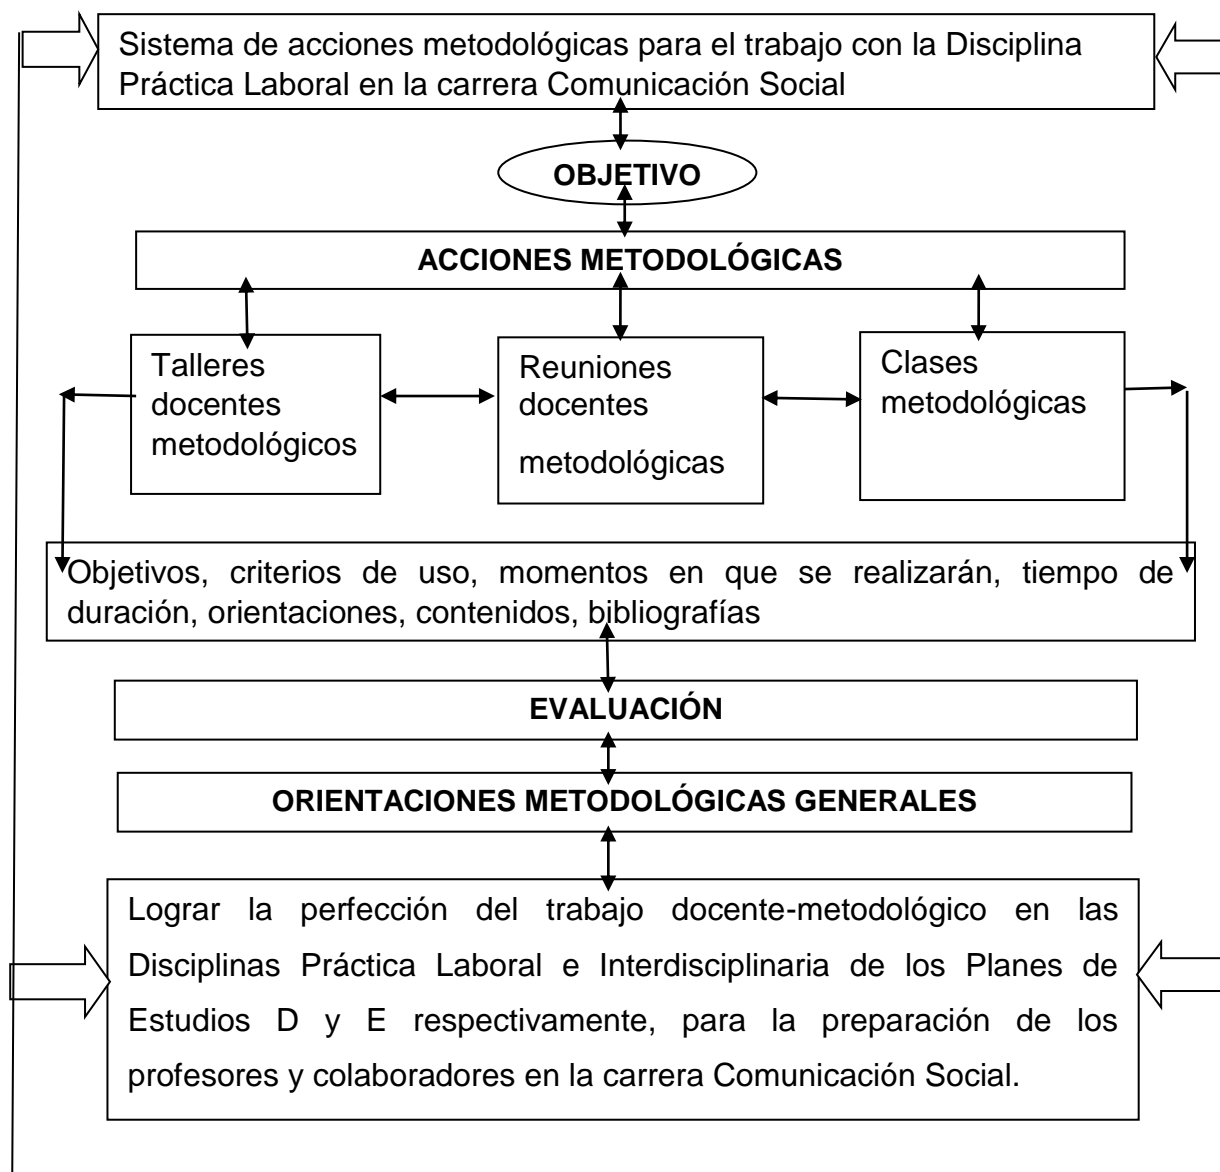 Sistema de acciones metodológicas para el trabajo con la Disciplina
Práctica Laboral en la carrera Comunicación Social
OBJETIVO
ACCIONES METODOLÓGICAS
Talleres
docentes
metodológicos
Reuniones
docentes
metodológicas
Clases
metodológicas
Objetivos, criterios de uso, momentos en que se realizarán, tiempo de
duración, orientaciones, contenidos, bibliografías
EVALUACIÓN
ORIENTACIONES METODOLÓGICAS GENERALES
Lograr la perfección del trabajo docente-metodológico en las
Disciplinas Práctica Laboral e Interdisciplinaria de los Planes de
Estudios D y E respectivamente, para la preparación de los
profesores y colaboradores en la carrera Comunicación Social.